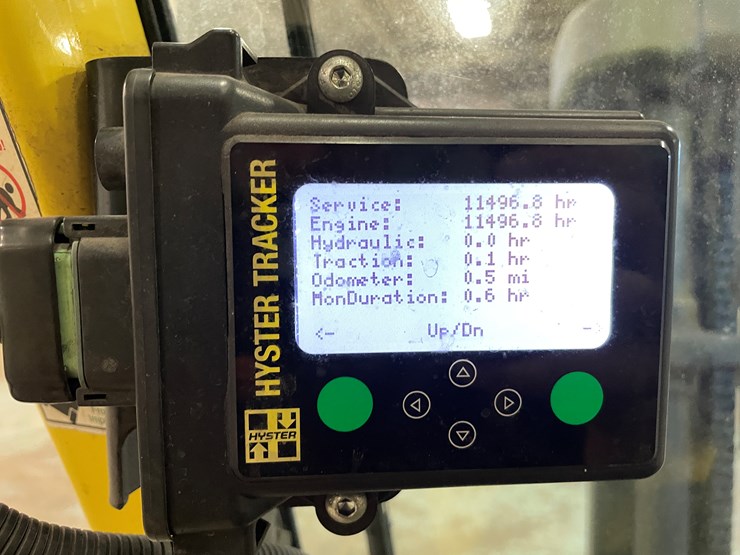 HYSTER TRACKER
HYSTER
Service: 11496.8 hr
Engine: 11496.8 hr
Hydraulic: 0.0 hr
Traction: 0.1 hr
Odometer: 0.5 mi
MonDuration: 0.6 hr
<- Up/Dn ->